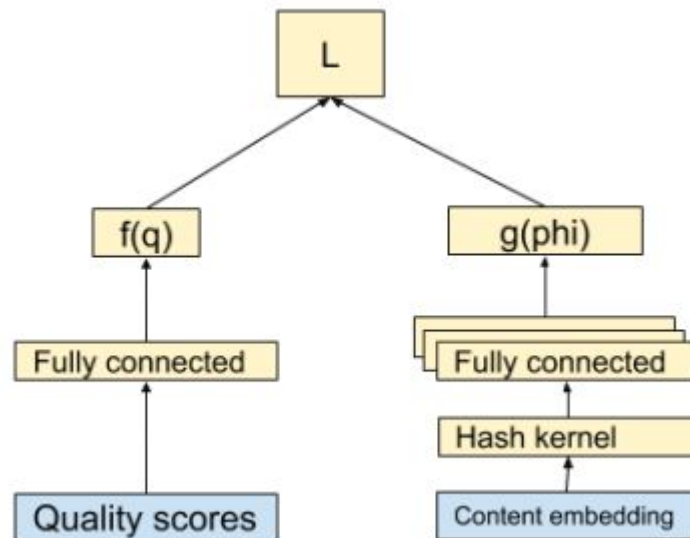 L
f(q)
g(phi)
Fully connected
Fully connected
Hash kernel
Quality scores
Content embedding